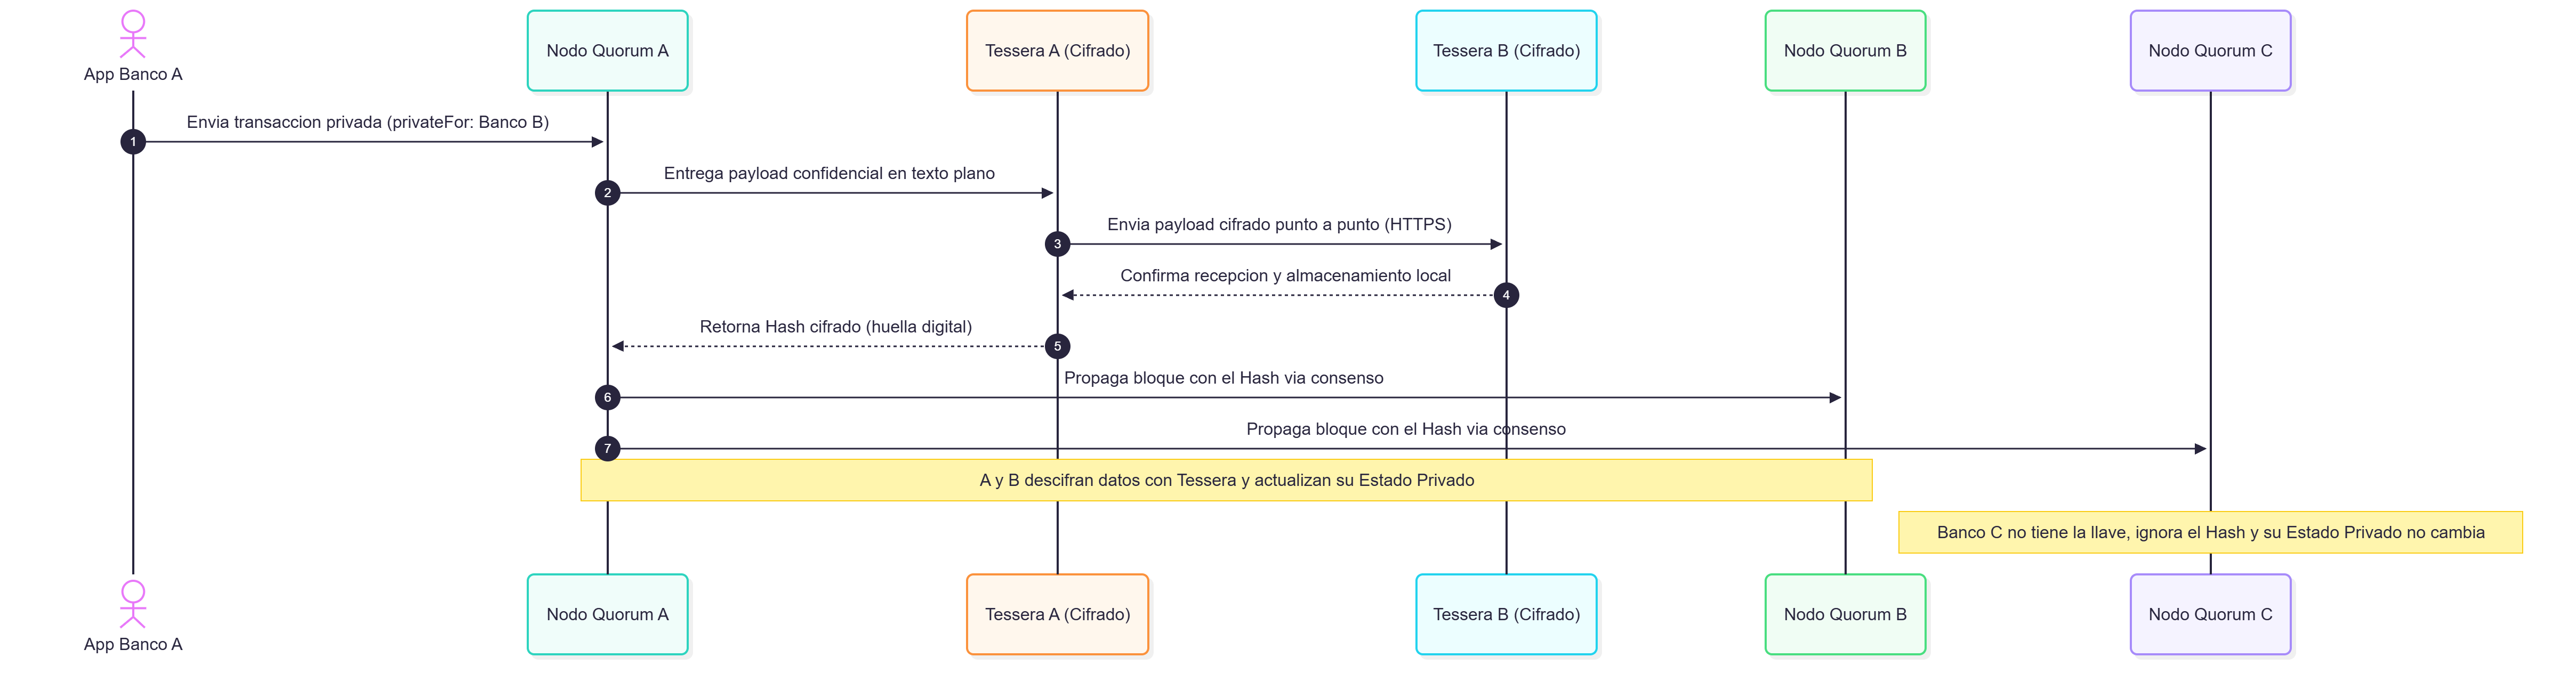 App Banco A
Nodo Quorum A
Tessera A (Cifrado)
Tessera B (Cifrado)
Nodo Quorum B
Nodo Quorum C
1
Envia transaccion privada (privateFor: Banco B)
2
Entrega payload confidencial en texto plano
3
Envia payload cifrado punto a punto (HTTPS)
Confirma recepcion y almacenamiento local
4
Retorna Hash cifrado (huella digital)
5
Propaga bloque con el Hash via consenso
6
Propaga bloque con el Hash via consenso
7
A y B descifran datos con Tessera y actualizan su Estado Privado
Banco C no tiene la llave, ignora el Hash y su Estado Privado no cambia
App Banco A
Nodo Quorum A
Tessera A (Cifrado)
Tessera B (Cifrado)
Nodo Quorum B
Nodo Quorum C